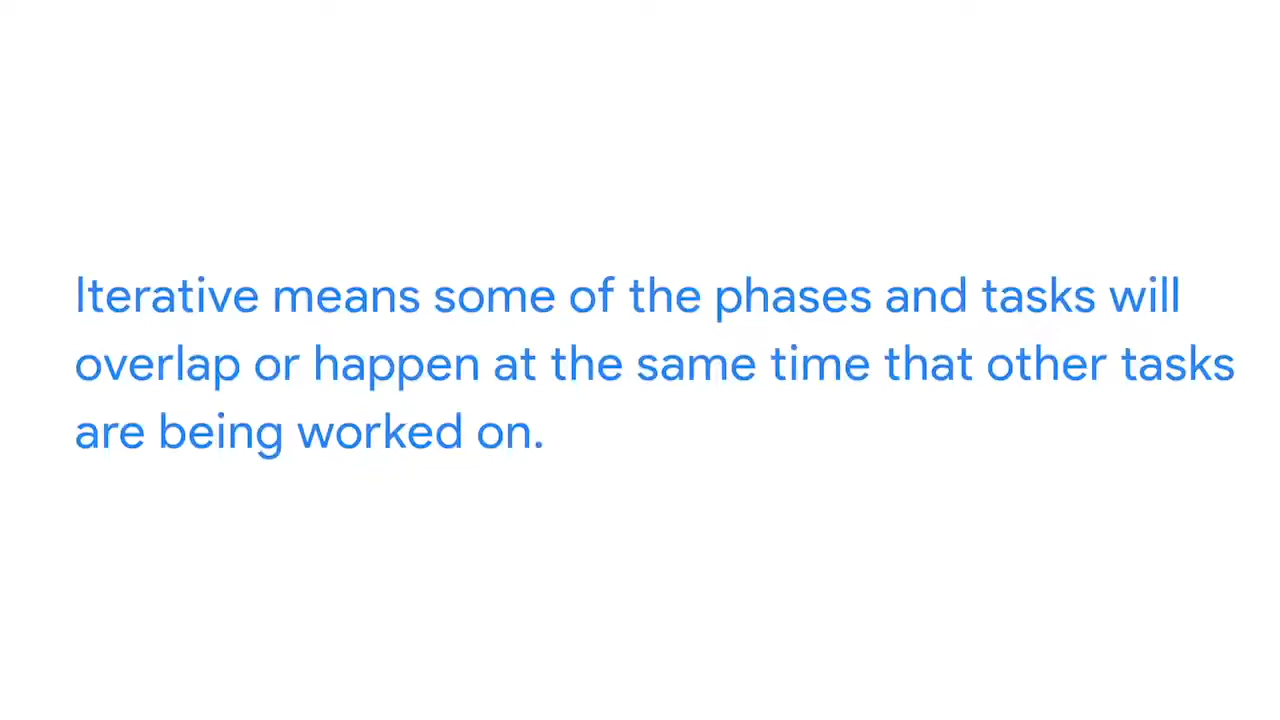 Iterative means some of the phases and tasks will
overlap or happen at the same time that other tasks
are being worked on.